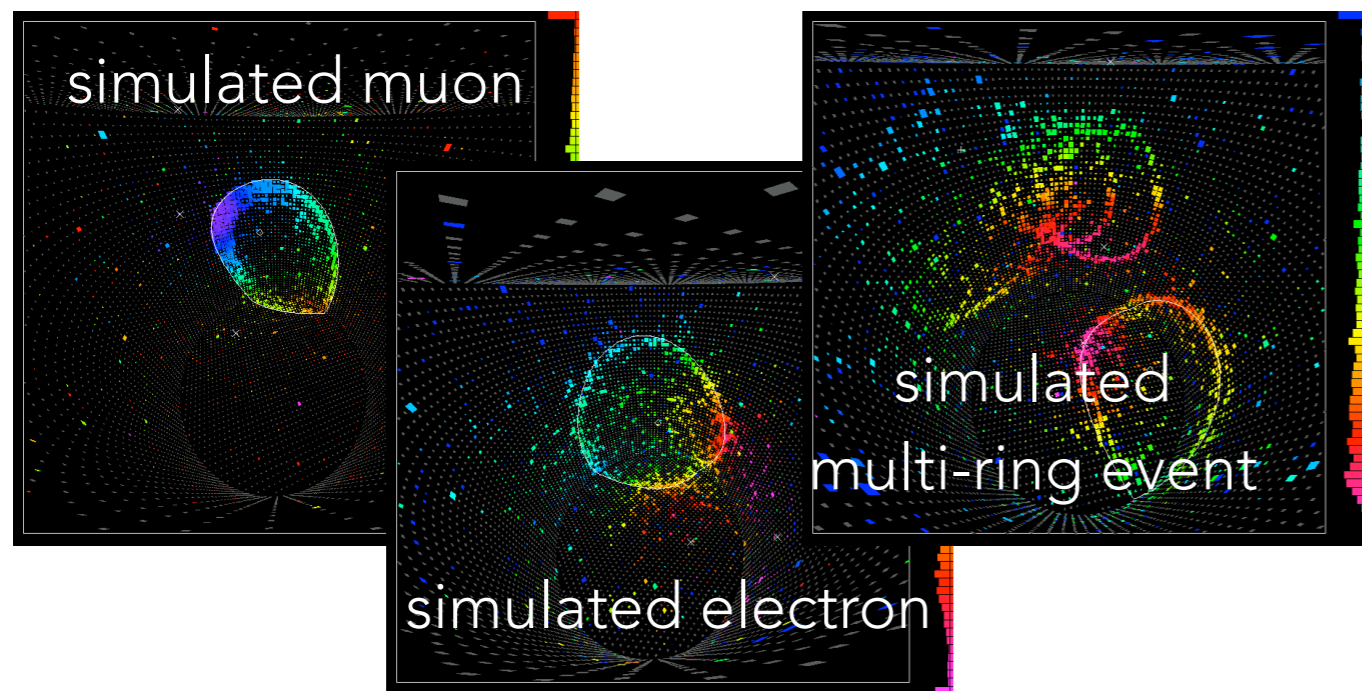 simulated muon
simulated electron
simulated
multi-ring event